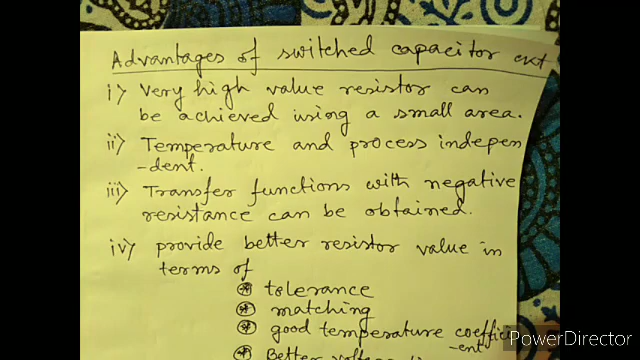 Advantages of switched capacitor ckt
i) Very high value resistor can
be achieved using a small area.
ii) Temperature and process indepen
-dent.
iii) Transfer functions with negative
resistance can be obtained.
iv) provide better resistor value in
terms of
* tolerance
* matching
* good temperature coeffici
-ent
* Better voltage
PowerDirector